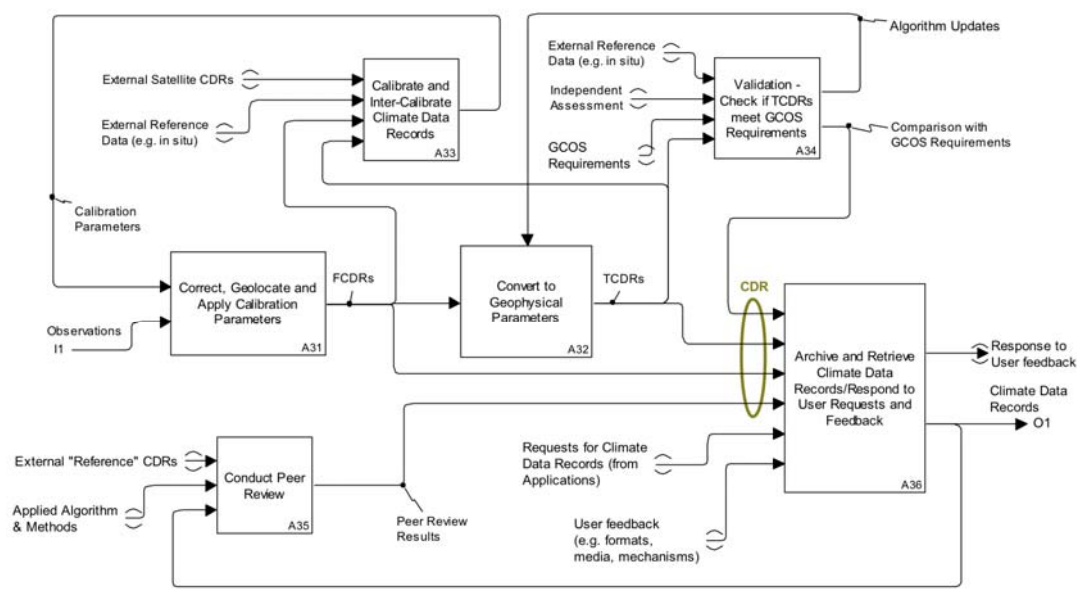 Algorithm Updates
External Satellite CDRs
External Reference
Data (e.g. in situ)
Calibrate and
Inter-Calibrate
Climate Data
Records
A33
External Reference
Data (e.g. in situ)
Independent
Assessment
GCOS
Requirements
Validation -
Check if TCDRs
meet GCOS
Requirements
A34
Comparison with
GCOS Requirements
Calibration
Parameters
Observations
I1
Correct, Geolocate and
Apply Calibration
Parameters
A31
FCDRs
Convert to
Geophysical
Parameters
A32
TCDRs
CDR
Archive and Retrieve
Climate Data
Records/Respond to
User Requests and
Feedback
A36
Response to
User feedback
Climate Data
Records
O1
External "Reference" CDRs
Applied Algorithm
& Methods
Conduct Peer
Review
A35
Peer Review
Results
Requests for Climate
Data Records (from
Applications)
User feedback
(e.g. formats,
media, mechanisms)